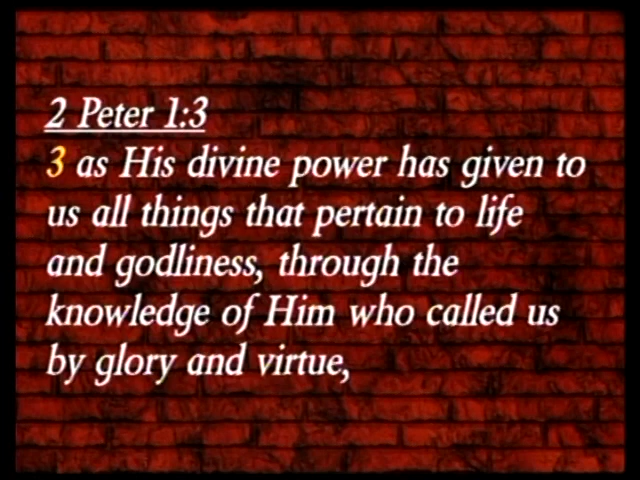 2 Peter 1:3
3 as His divine power has given to
us all things that pertain to life
and godliness, through the
knowledge of Him who called us
by glory and virtue,